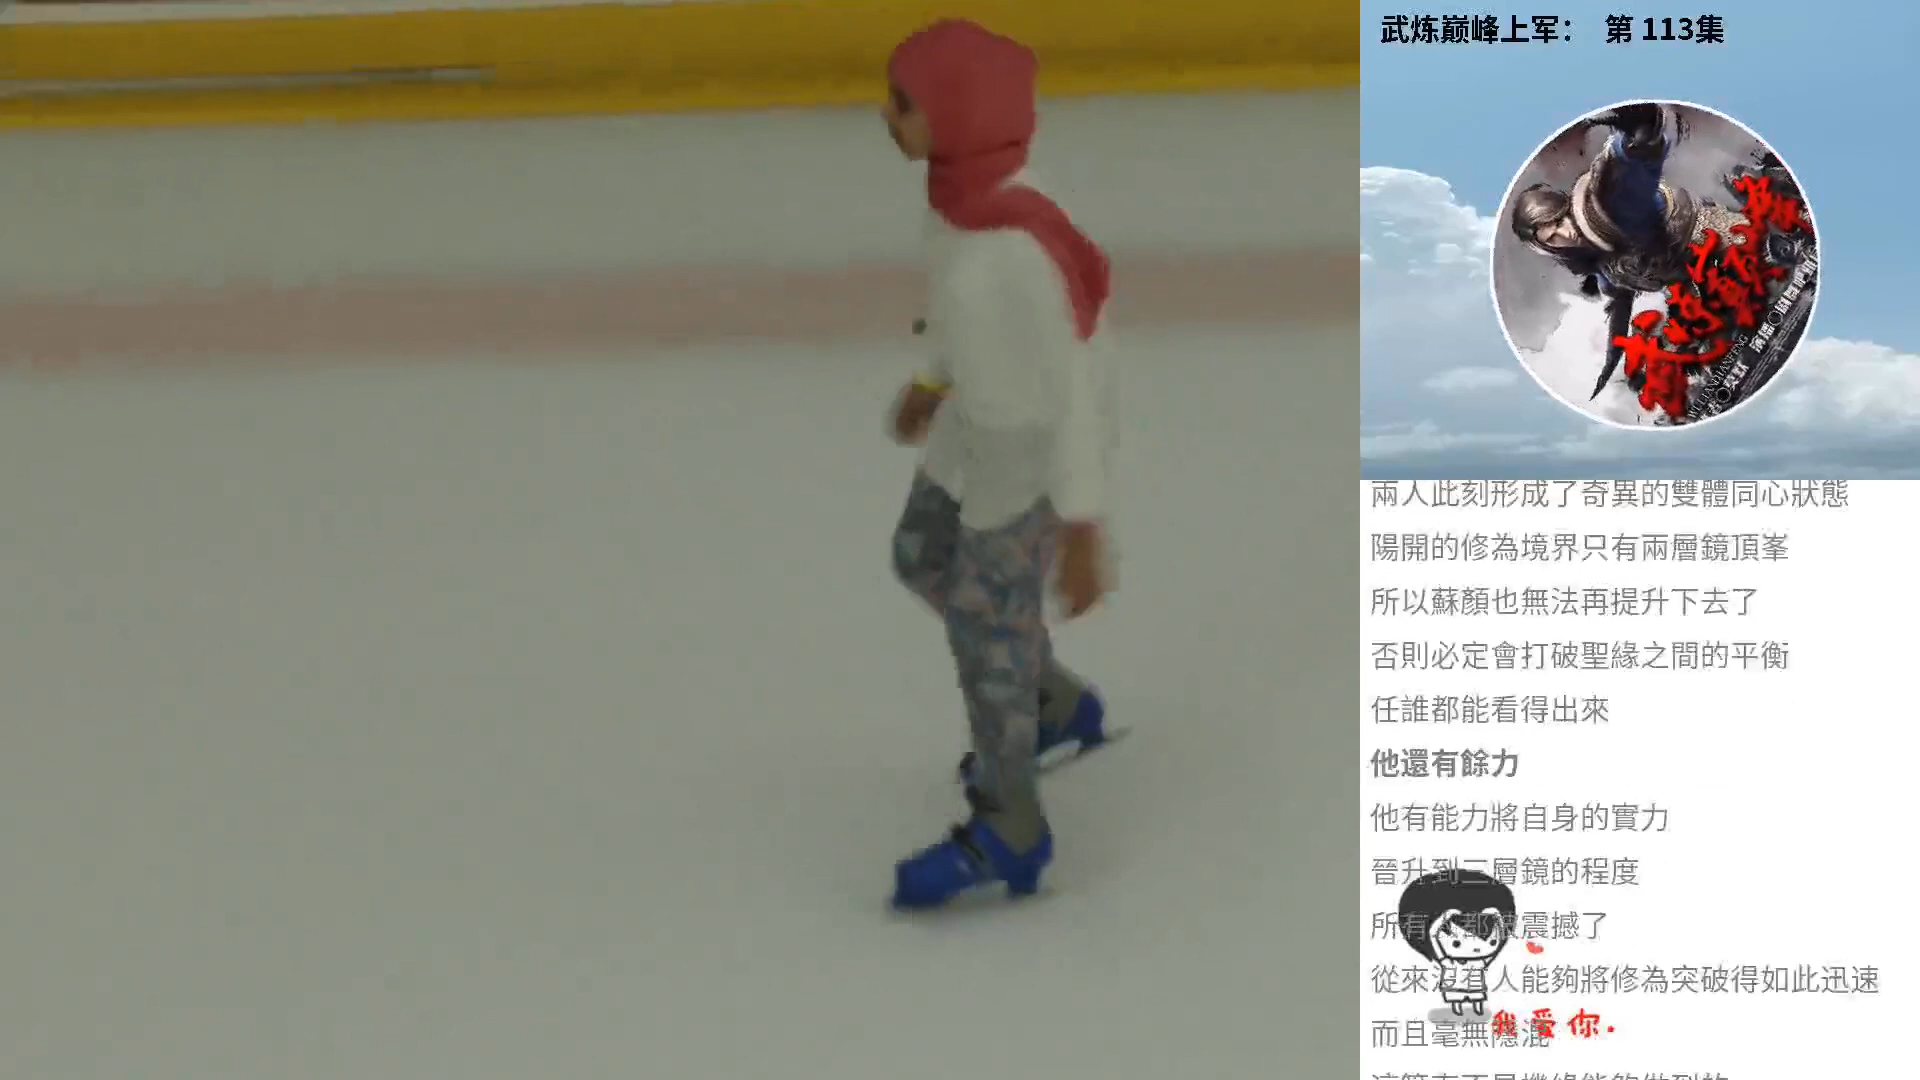 武炼巅峰上军： 第 113集
兩人此刻形成了奇異的雙體同心狀態
陽開的修為境界只有兩層鏡頂峯
所以蘇顏也無法再提升下去了
否則必定會打破聖緣之間的平衡
任誰都能看得出來
他還有餘力
他有能力將自身的實力
晉升到三層鏡的程度
所有人都被震撼了
從來沒有人能夠將修為突破得如此迅速
而且毫無隱混
我愛你.